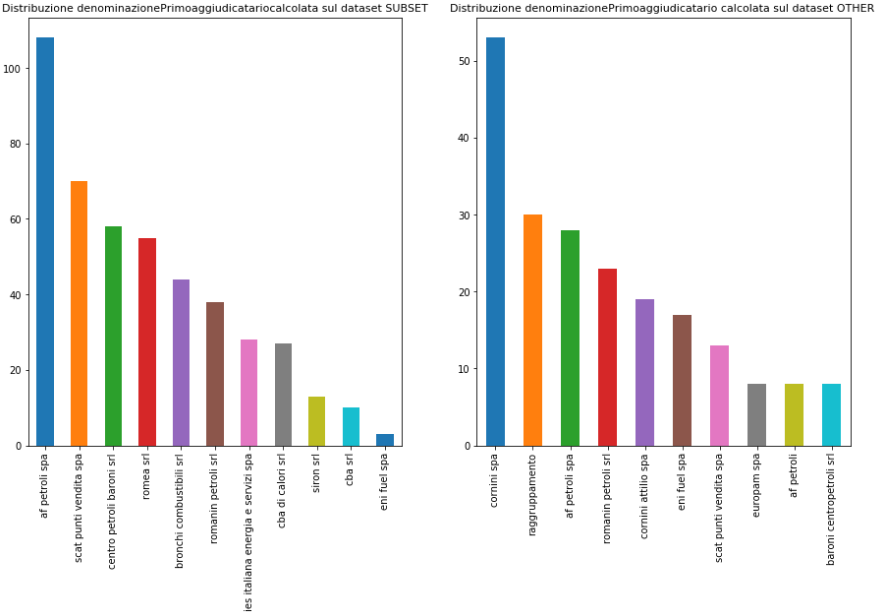 Distribuzione denominazionePrimoaggiudicatariocalcolata sul dataset SUBSET
100
80
60
40
20
0
af petroli spa
scat punti vendita spa
centro petroli baroni srl
romea srl
bronchi combustibili srl
romanin petroli srl
ies italiana energia e servizi spa
cba di calori srl
siron srl
cba srl
eni fuel spa
Distribuzione denominazionePrimoaggiudicatario calcolata sul dataset OTHER
50
40
30
20
10
0
cornini spa
raggruppamento
af petroli spa
romanin petroli srl
cornini attilio spa
eni fuel spa
scat punti vendita spa
europam spa
af petroli
baroni centropetroli srl